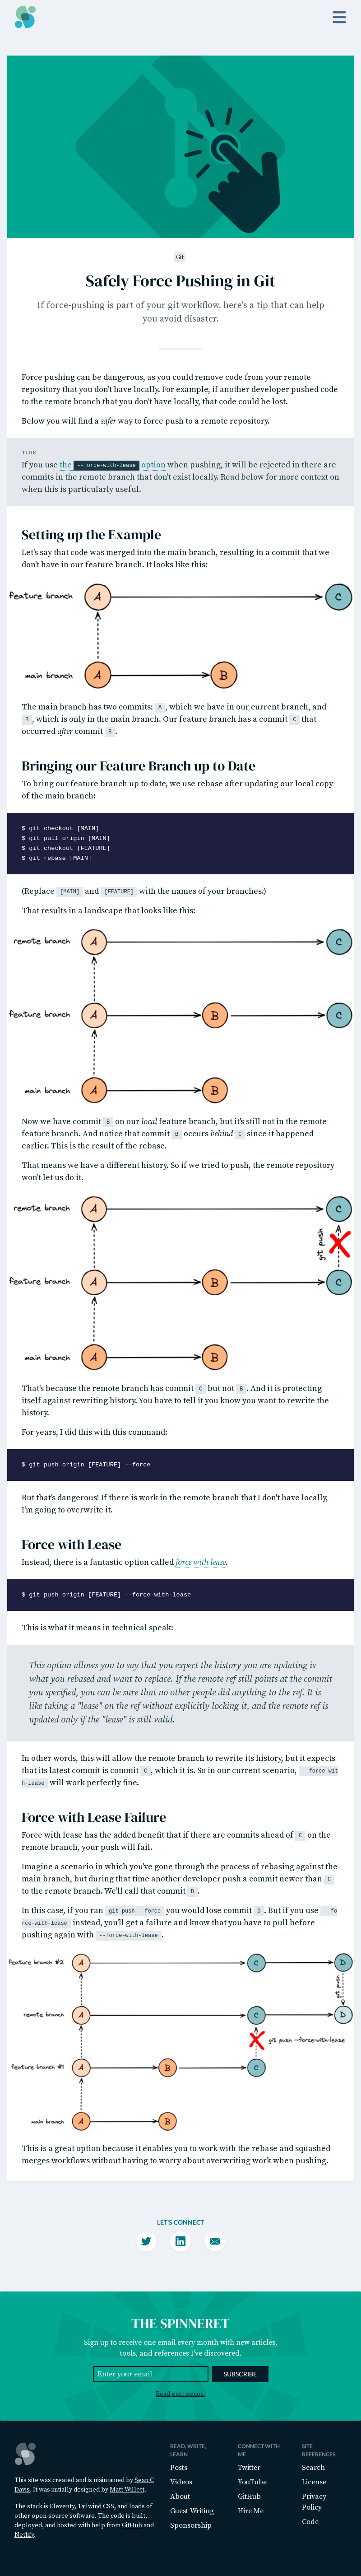 Git
Safely Force Pushing in Git
If force-pushing is part of your git workflow, here's a tip that can help
you avoid disaster.
Force pushing can be dangerous, as you could remove code from your remote
repository that you don't have locally. For example, if another developer pushed code
to the remote branch that you don't have locally, that code could be lost.
Below you will find a safer way to force push to a remote repository.
TLDR
If you use the --force-with-lease option when pushing, it will be rejected in there are
commits in the remote branch that don't exist locally. Read below for more context on
when this is particularly useful.
Setting up the Example
Let's say that code was merged into the main branch, resulting in a commit that we
don't have in our feature branch. It looks like this:
feature branch A C
main branch A B
The main branch has two commits: A, which we have in our current branch, and
B, which is only in the main branch. Our feature branch has a commit C that
occurred after commit B.
Bringing our Feature Branch up to Date
To bring our feature branch up to date, we use rebase after updating our local copy
of the main branch:
$ git checkout [MAIN]
$ git pull origin [MAIN]
$ git checkout [FEATURE]
$ git rebase [MAIN]
(Replace [MAIN] and [FEATURE] with the names of your branches.)
That results in a landscape that looks like this:
remote branch A C
feature branch A B C
main branch A B
Now we have commit B on our local feature branch, but it's still not in the remote
feature branch. And notice that commit B occurs behind C since it happened
earlier. This is the result of the rebase.
That means we have a different history. So if we tried to push, the remote repository
won't let us do it.
remote branch A C
git push
feature branch A B C
main branch A B
That's because the remote branch has commit C but not B. And it is protecting
itself against rewriting history. You have to tell it you know you want to rewrite the
history.
For years, I did this with this command:
$ git push origin [FEATURE] --force
But that's dangerous! If there is work in the remote branch that I don't have locally,
I'm going to overwrite it.
Force with Lease
Instead, there is a fantastic option called force with lease.
$ git push origin [FEATURE] --force-with-lease
This is what it means in technical speak:
This option allows you to say that you expect the history you are updating is
what you rebased and want to replace. If the remote ref still points at the commit
you specified, you can be sure that no other people did anything to the ref. It is
like taking a "lease" on the ref without explicitly locking it, and the remote ref is
updated only if the "lease" is still valid.
In other words, this will allow the remote branch to rewrite its history, but it expects
that its latest commit is commit C, which it is. So in our current scenario, --force-wit
h-lease will work perfectly fine.
Force with Lease Failure
Force with lease has the added benefit that if there are commits ahead of C on the
remote branch, your push will fail.
Imagine a scenario in which you've gone through the process of rebasing against the
main branch, but during that time another developer push a commit newer than C
to the remote branch. We'll call that commit D.
In this case, if you ran git push --force you would lose commit D. But if you use --fo
rce-with-lease instead, you'll get a failure and know that you have to pull before
pushing again with --force-with-lease.
feature branch #2 A C D
git push
remote branch A C D
git push --force-with-lease
feature branch #1 A B C
main branch A B
This is a great option because it enables you to work with the rebase and squashed
merges workflows without having to worry about overwriting work when pushing.
LET'S CONNECT
THE SPINNERET
Sign up to receive one email every month with new articles,
tools, and references I've discovered.
Enter your email SUBSCRIBE
Read past issues.
This site was created and is maintained by Sean C
Davis. It was initially designed by Matt Willett.
The stack is Eleventy, Tailwind CSS, and loads of
other open-source software. The code is built,
deployed, and hosted with help from GitHub and
Netlify.
READ, WRITE,
LEARN
Posts
Videos
About
Guest Writing
Sponsorship
CONNECT WITH
ME
Twitter
YouTube
GitHub
Hire Me
SITE
REFERENCES
Search
License
Privacy
Policy
Code